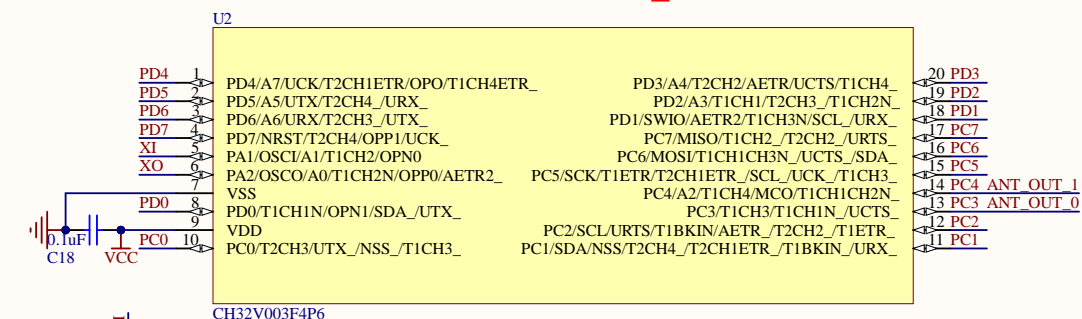 U2
PD4 1 PD4/A7/UCK/T2CH1ETR/OPO/T1CH4ETR_ PD3/A4/T2CH2/AETR/UCTS/T1CH4_ 20 PD3
PD5 2 PD5/A5/UTX/T2CH4_/URX_ PD2/A3/T1CH1/T2CH3_/T1CH2N_ 19 PD2
PD6 3 PD6/A6/URX/T2CH3_/UTX_ PD1/SWIO/AETR2/T1CH3N/SCL_/URX_ 18 PD1
PD7 4 PD7/NRST/T2CH4/OPP1/UCK_ PC7/MISO/T1CH2_/T2CH2_/URTS_ 17 PC7
XI 5 PA1/OSCI/A1/T1CH2/OPN0 PC6/MOSI/T1CH1CH3N_/UCTS_/SDA_ 16 PC6
XO 6 PA2/OSCO/A0/T1CH2N/OPP0/AETR2_ PC5/SCK/T1ETR/T2CH1ETR_/SCL_/UCK_/T1CH3_ 15 PC5
7 VSS PC4/A2/T1CH4/MCO/T1CH1CH2N_ 14 PC4 ANT_OUT_1
PD0 8 PD0/T1CH1N/OPN1/SDA_/UTX_ PC3/T1CH3/T1CH1N_/UCTS_ 13 PC3 ANT_OUT_0
9 VDD PC2/SCL/URTS/T1BKIN/AETR_/T2CH2_/T1ETR_ 12 PC2
0.1uF PC0 10 PC0/T2CH3/UTX_/NSS_/T1CH3_ PC1/SDA/NSS/T2CH4_/T2CH1ETR_/T1BKIN_/URX_ 11 PC1
C18 VCC
CH32V003F4P6